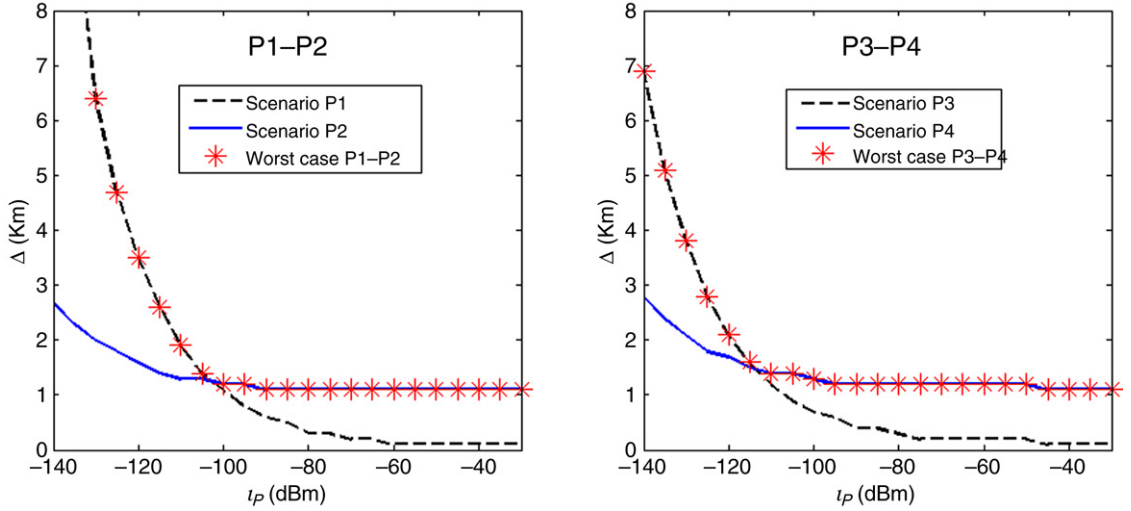 P1–P2
Scenario P1
Scenario P2
Worst case P1–P2
8
7
6
5
4
3
2
1
0
Δ (Km)
−140 −120 −100 −80 −60 −40
ιP (dBm)
P3–P4
Scenario P3
Scenario P4
Worst case P3–P4
8
7
6
5
4
3
2
1
0
Δ (Km)
−140 −120 −100 −80 −60 −40
ιP (dBm)